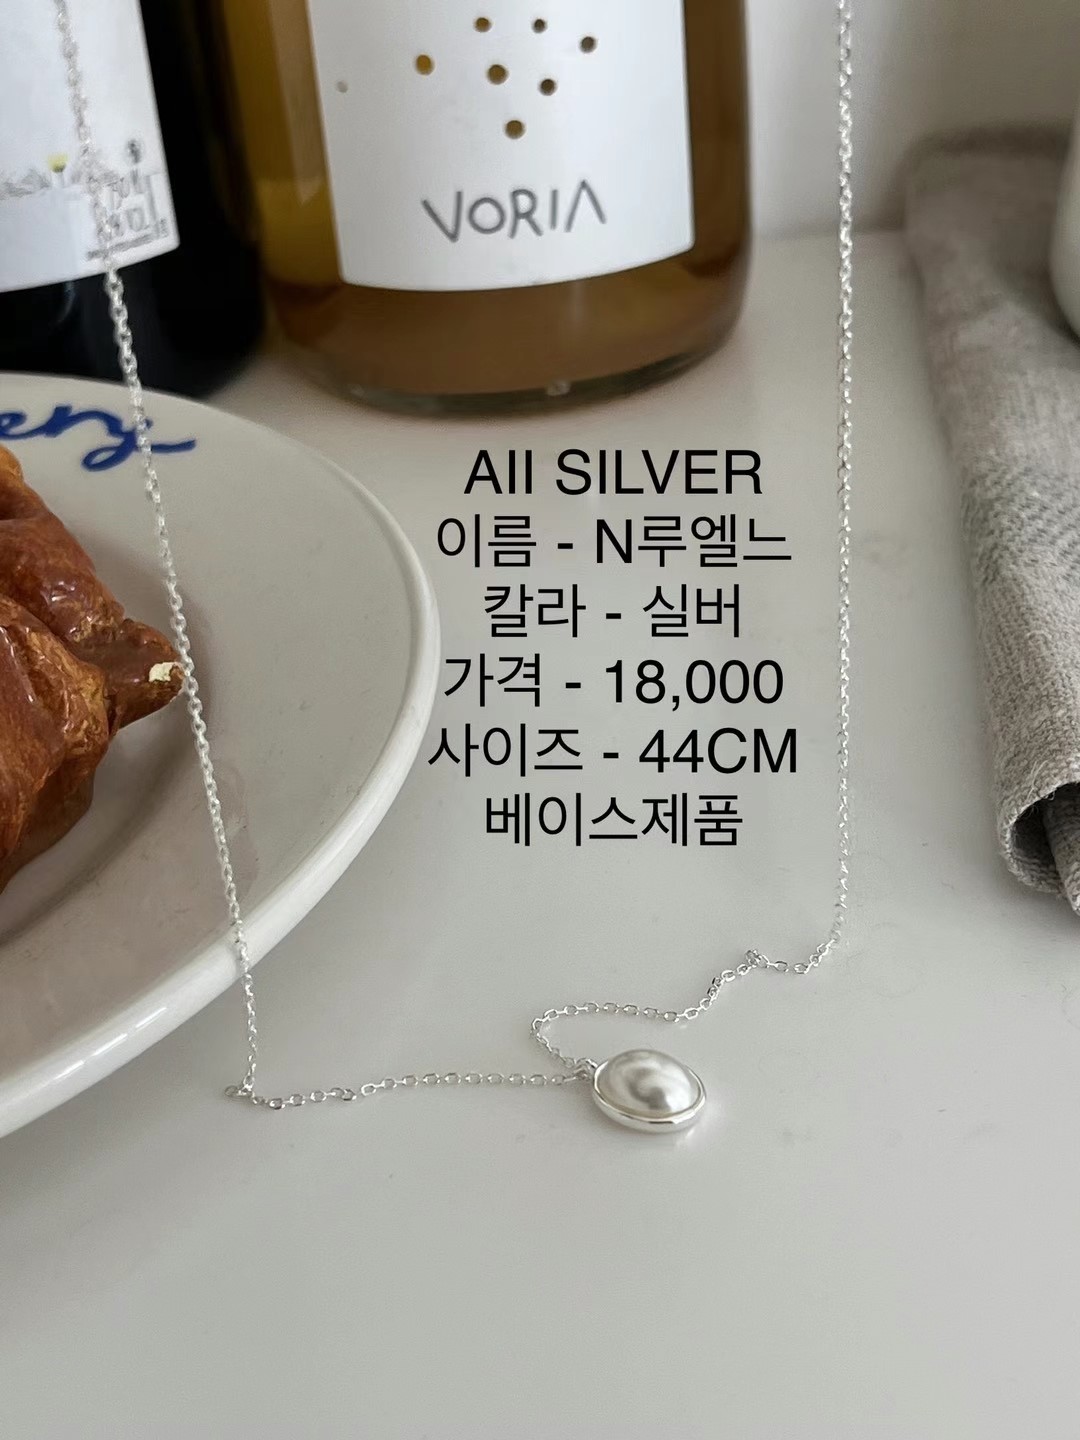 VORIA
All SILVER
이름 - N루엘느
칼라 - 실버
가격 - 18,000
사이즈 - 44CM
베이스제품